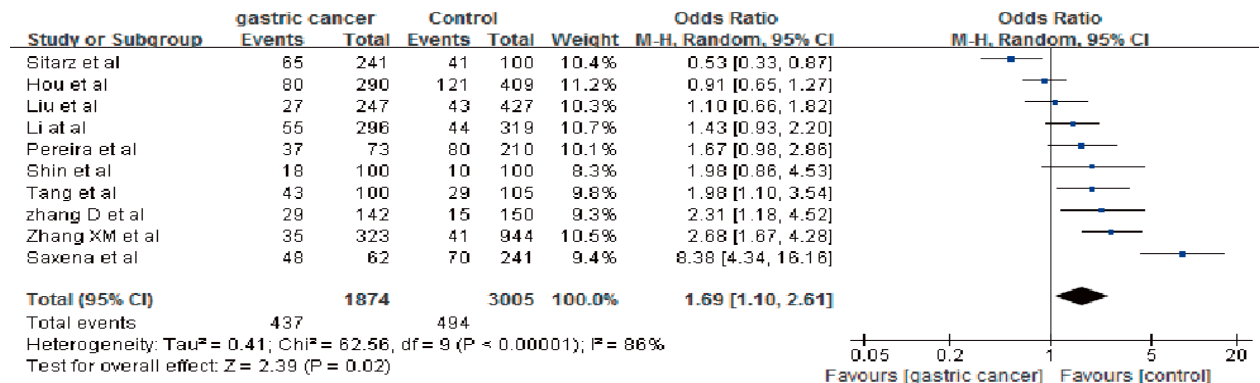 gastric cancer Control Odds Ratio Odds Ratio
Study or Subgroup Events Total Events Total Weight M-H, Random, 95% CI M-H, Random, 95% CI
Sitarz et al 65 241 41 100 10.4% 0.53 [0.33, 0.87]
Hou et al 80 290 121 409 11.2% 0.91 [0.65, 1.27]
Liu et al 27 247 43 427 10.3% 1.10 [0.66, 1.82]
Li at al 55 296 44 319 10.7% 1.43 [0.93, 2.20]
Pereira et al 37 73 80 210 10.1% 1.67 [0.98, 2.86]
Shin et al 18 100 10 100 8.3% 1.98 [0.86, 4.53]
Tang et al 43 100 29 105 9.8% 1.98 [1.10, 3.54]
zhang D et al 29 142 15 150 9.3% 2.31 [1.18, 4.52]
Zhang XM et al 35 323 41 944 10.5% 2.68 [1.67, 4.28]
Saxena et al 48 62 70 241 9.4% 8.38 [4.34, 16.16]
Total (95% CI) 1874 3005 100.0% 1.69 [1.10, 2.61]
Total events 437 494
Heterogeneity: Tau² = 0.41; Chi² = 62.56, df = 9 (P < 0.00001); I² = 86%
Test for overall effect: Z = 2.39 (P = 0.02)
0.05 0.2 1 5 20
Favours [gastric cancer] Favours [control]